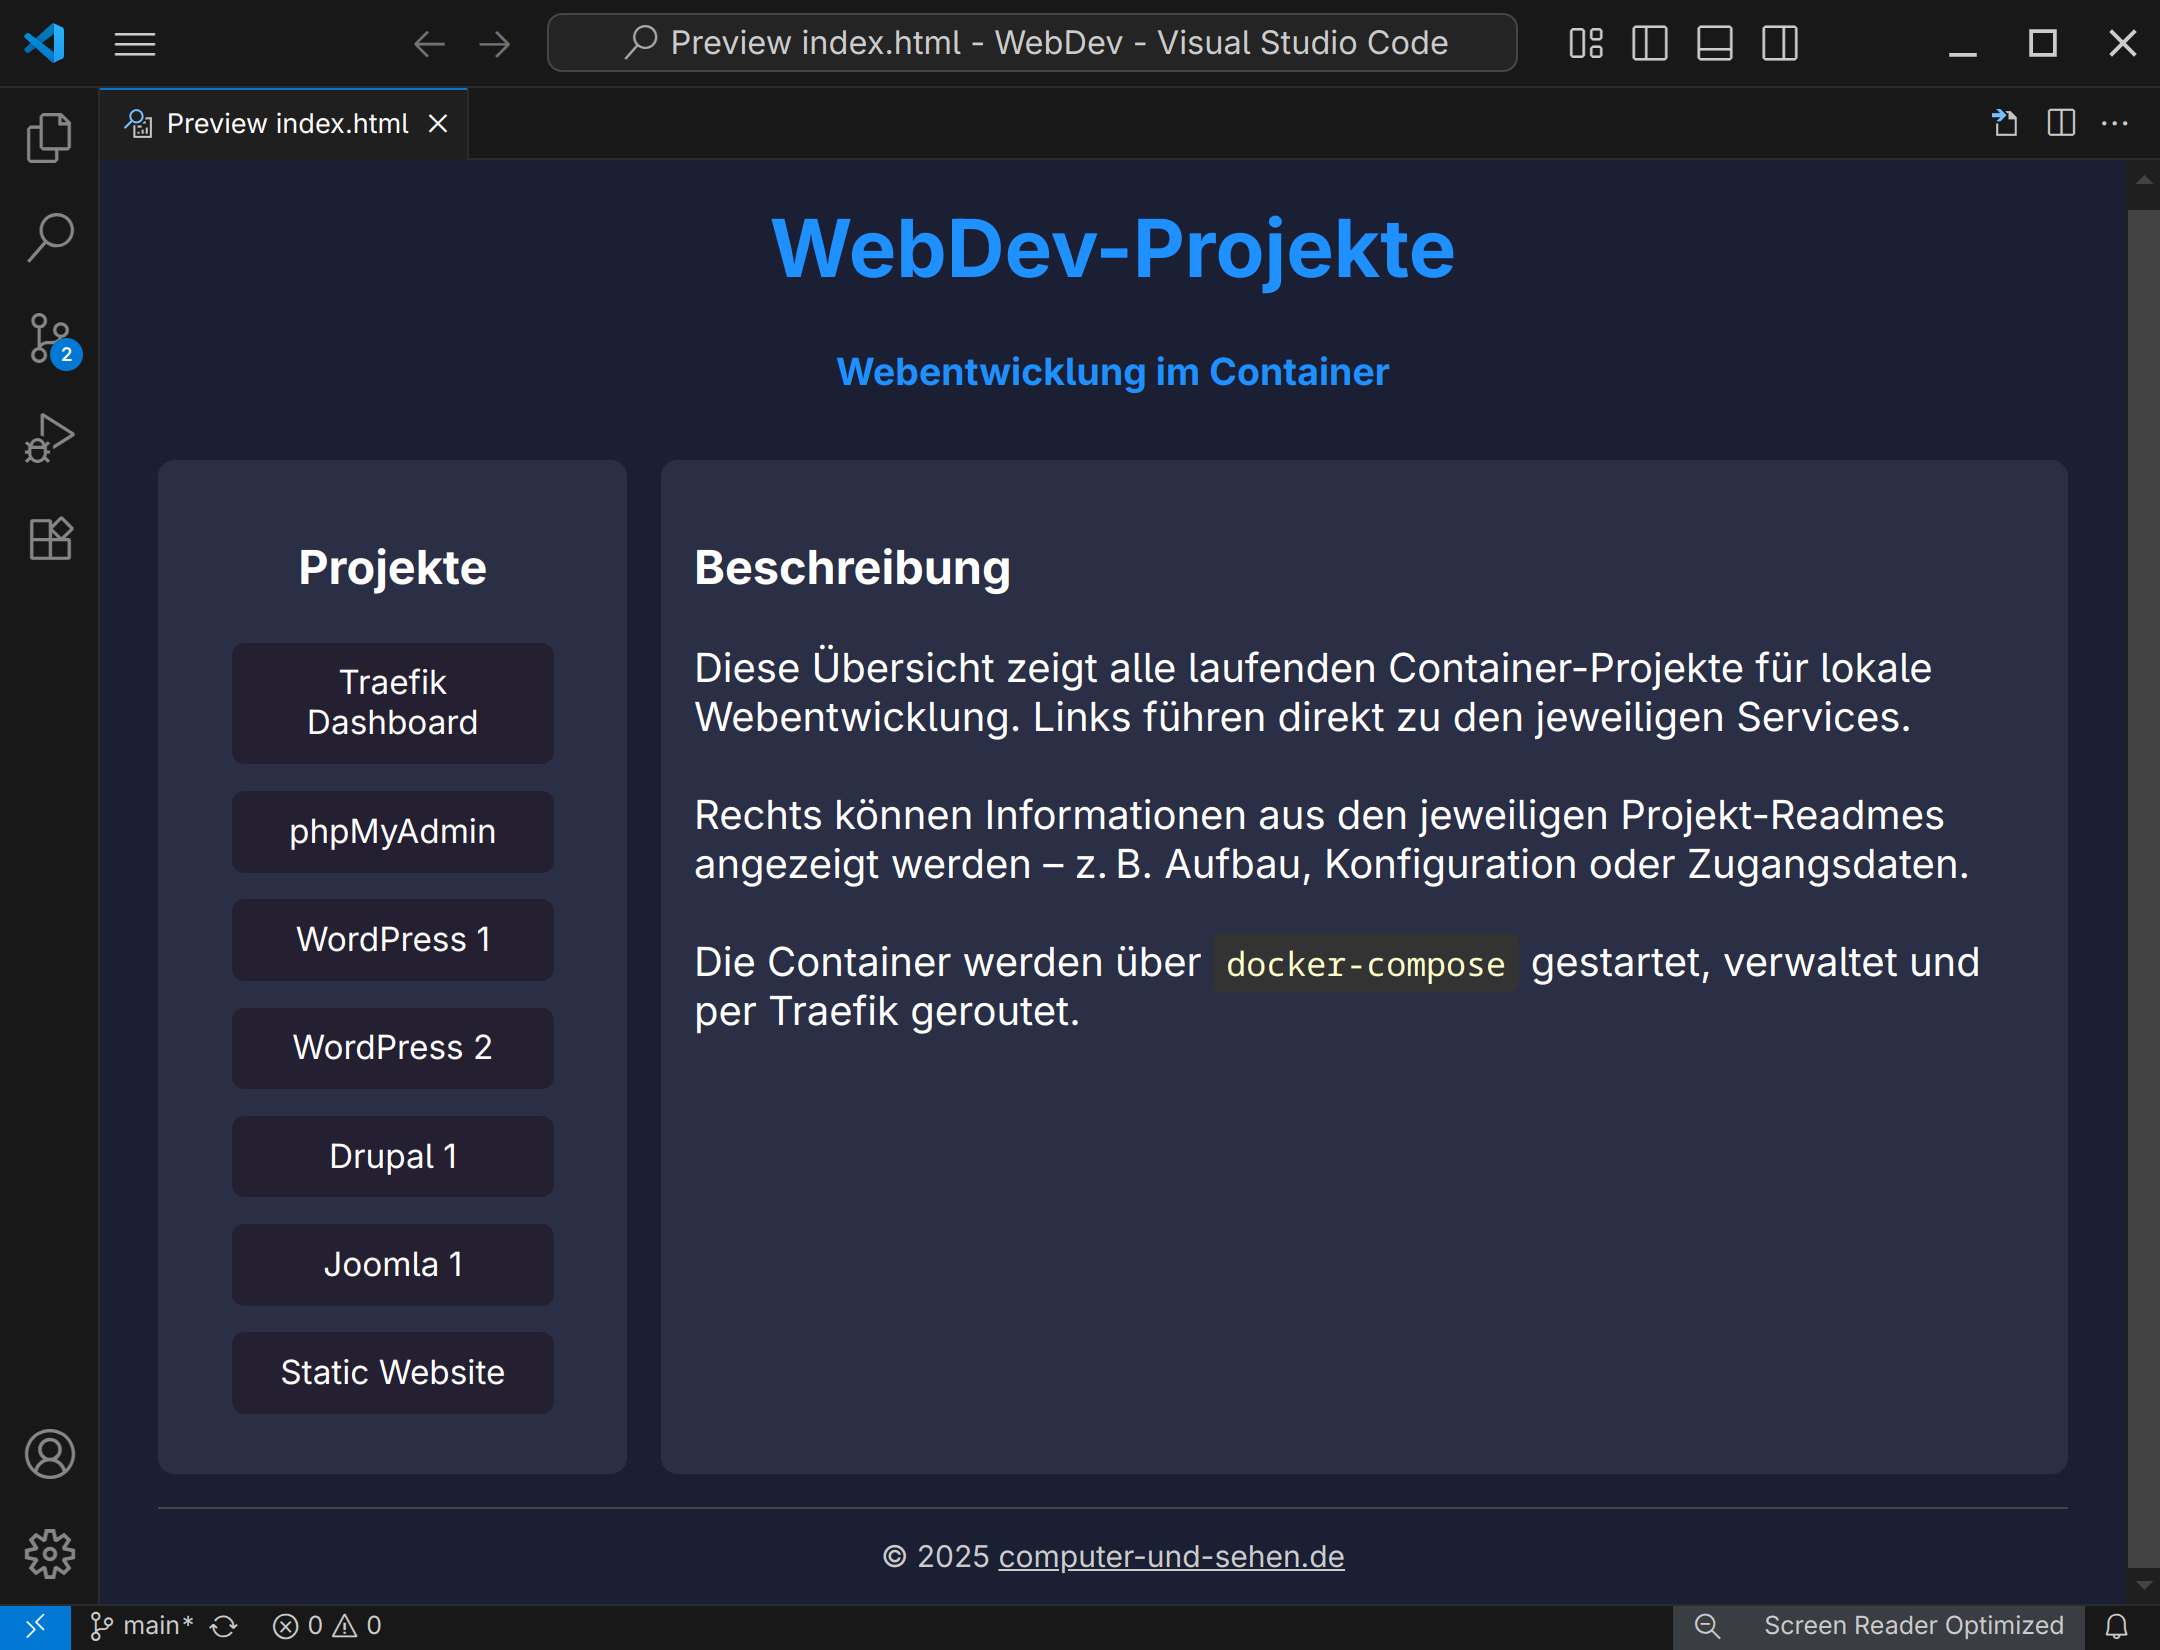 Preview index.html - WebDev - Visual Studio Code
Preview index.html
2
WebDev-Projekte
Webentwicklung im Container
Projekte
Traefik
Dashboard
phpMyAdmin
WordPress 1
WordPress 2
Drupal 1
Joomla 1
Static Website
Beschreibung
Diese Übersicht zeigt alle laufenden Container-Projekte für lokale
Webentwicklung. Links führen direkt zu den jeweiligen Services.
Rechts können Informationen aus den jeweiligen Projekt-Readmes
angezeigt werden – z. B. Aufbau, Konfiguration oder Zugangsdaten.
Die Container werden über docker-compose gestartet, verwaltet und
per Traefik geroutet.
© 2025 computer-und-sehen.de
main* 0 0 Screen Reader Optimized